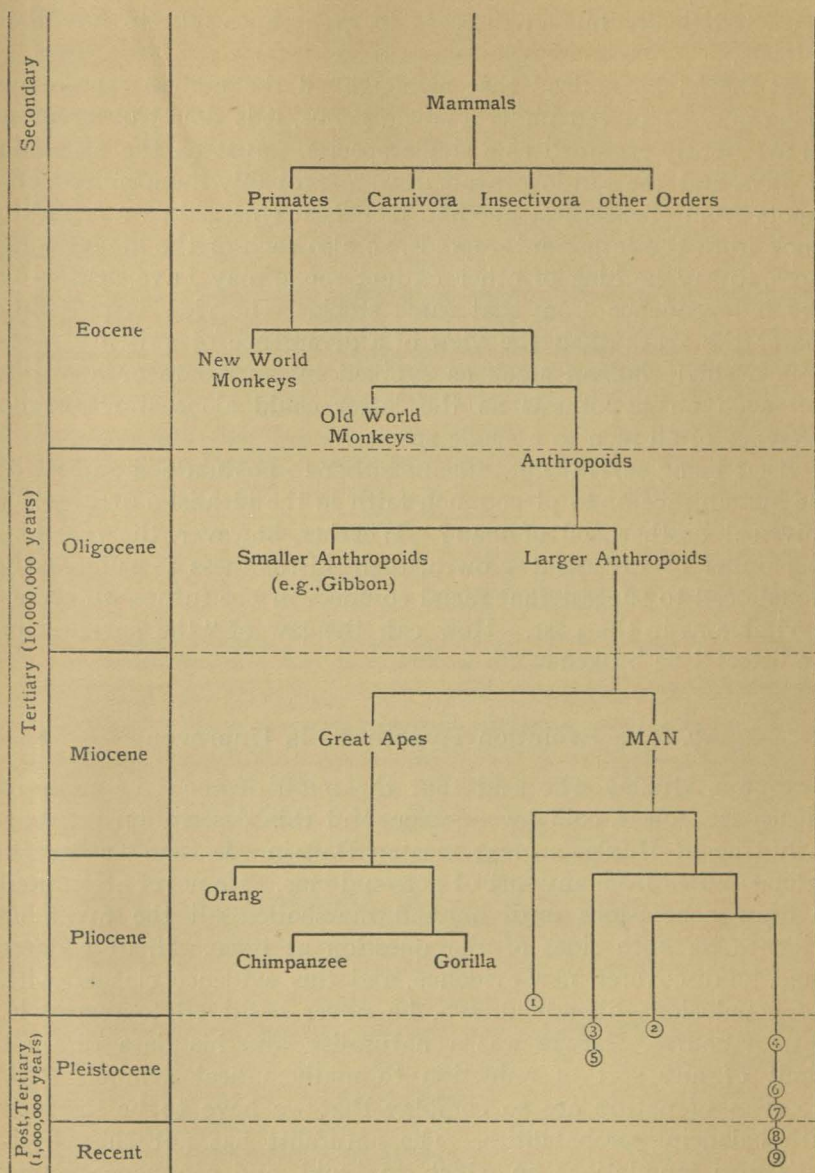 Secondary
Mammals
Primates Carnivora Insectivora other Orders
Tertiary (10,000,000 years)
Eocene
New World
Monkeys
Old World
Monkeys
Anthropoids
Oligocene
Smaller Anthropoids
(e.g., Gibbon)
Larger Anthropoids
Miocene
Great Apes
MAN
Pliocene
Orang
Chimpanzee
Gorilla
①
Post, Tertiary
(1,000,000 years)
Pleistocene
③
②
④
⑤
⑥
⑦
Recent
⑧
⑨